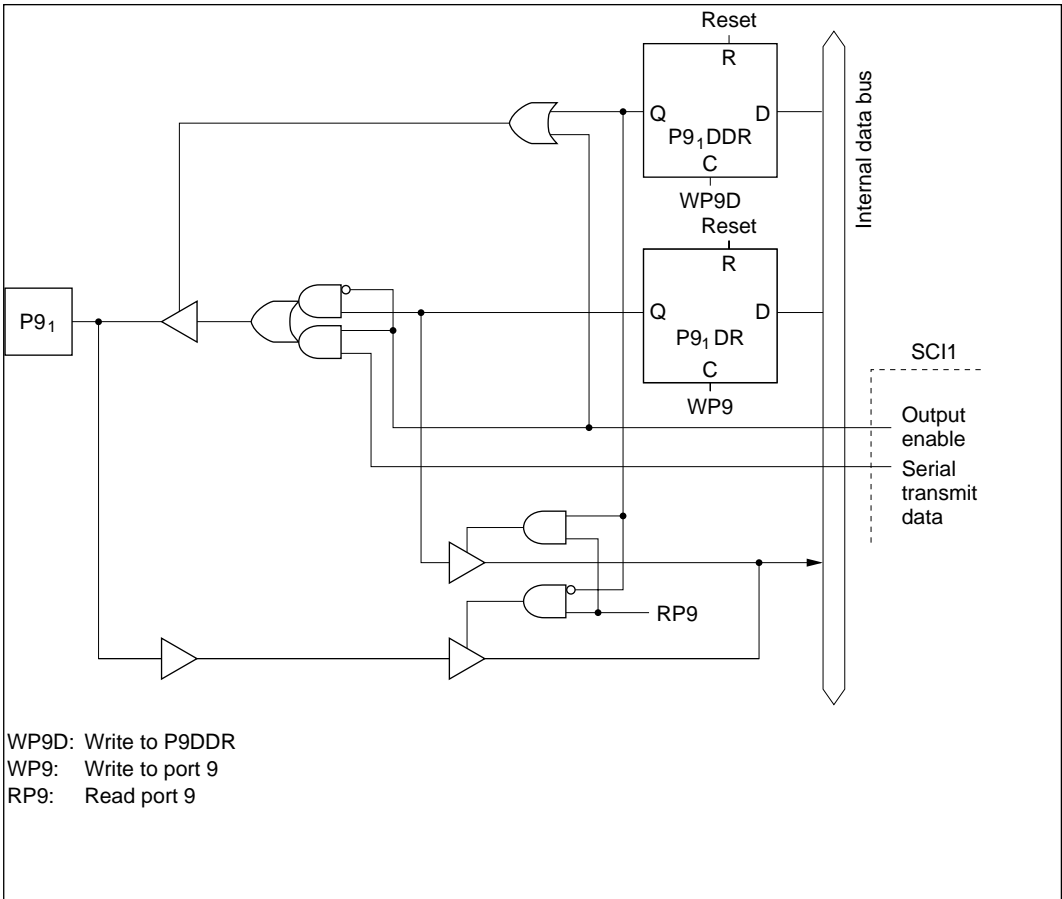 Reset
R
Q
D
P9₁DDR
C
WP9D
Reset
R
Q
D
P9₁DR
C
WP9
Internal data bus
P9₁
SCI1
Output
enable
Serial
transmit
data
RP9
WP9D: Write to P9DDR
WP9: Write to port 9
RP9: Read port 9